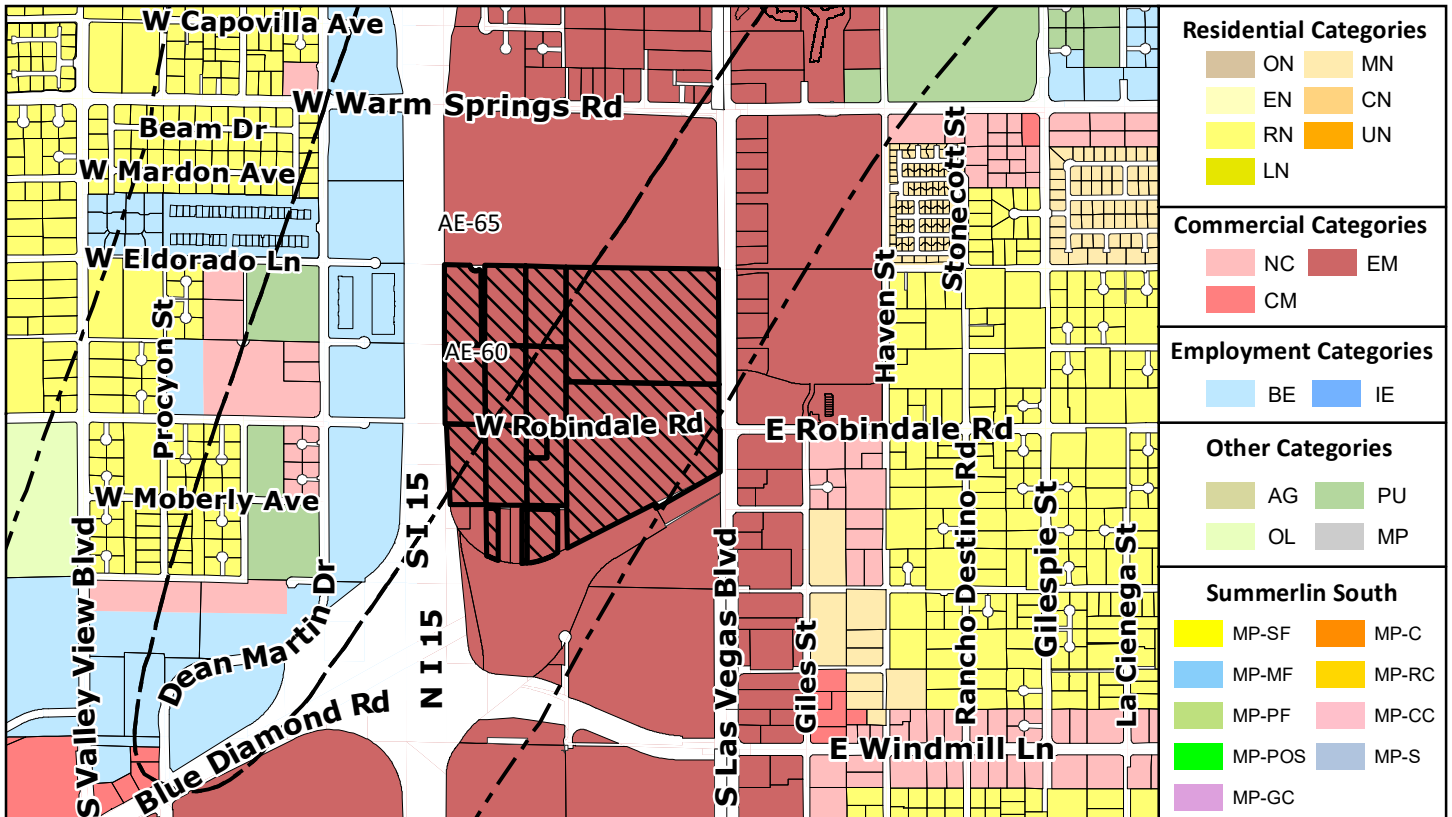 W Capovilla Ave
W Warm Springs Rd
Beam Dr
W Mardon Ave
AE-65
W Eldorado Ln
AE-60
Procyon St
W Robindale Rd
E Robindale Rd
W Moberly Ave
S Valley View Blvd
Dean Martin Dr
Blue Diamond Rd
S I 15
N I 15
S Las Vegas Blvd
Giles St
Haven St
Stonecott St
Rancho Destino Rd
Gilespie St
La Cienega St
E Windmill Ln
Residential Categories
ON MN
EN CN
RN UN
LN
Commercial Categories
NC EM
CM
Employment Categories
BE IE
Other Categories
AG PU
OL MP
Summerlin South
MP-SF MP-C
MP-MF MP-RC
MP-PF MP-CC
MP-POS MP-S
MP-GC